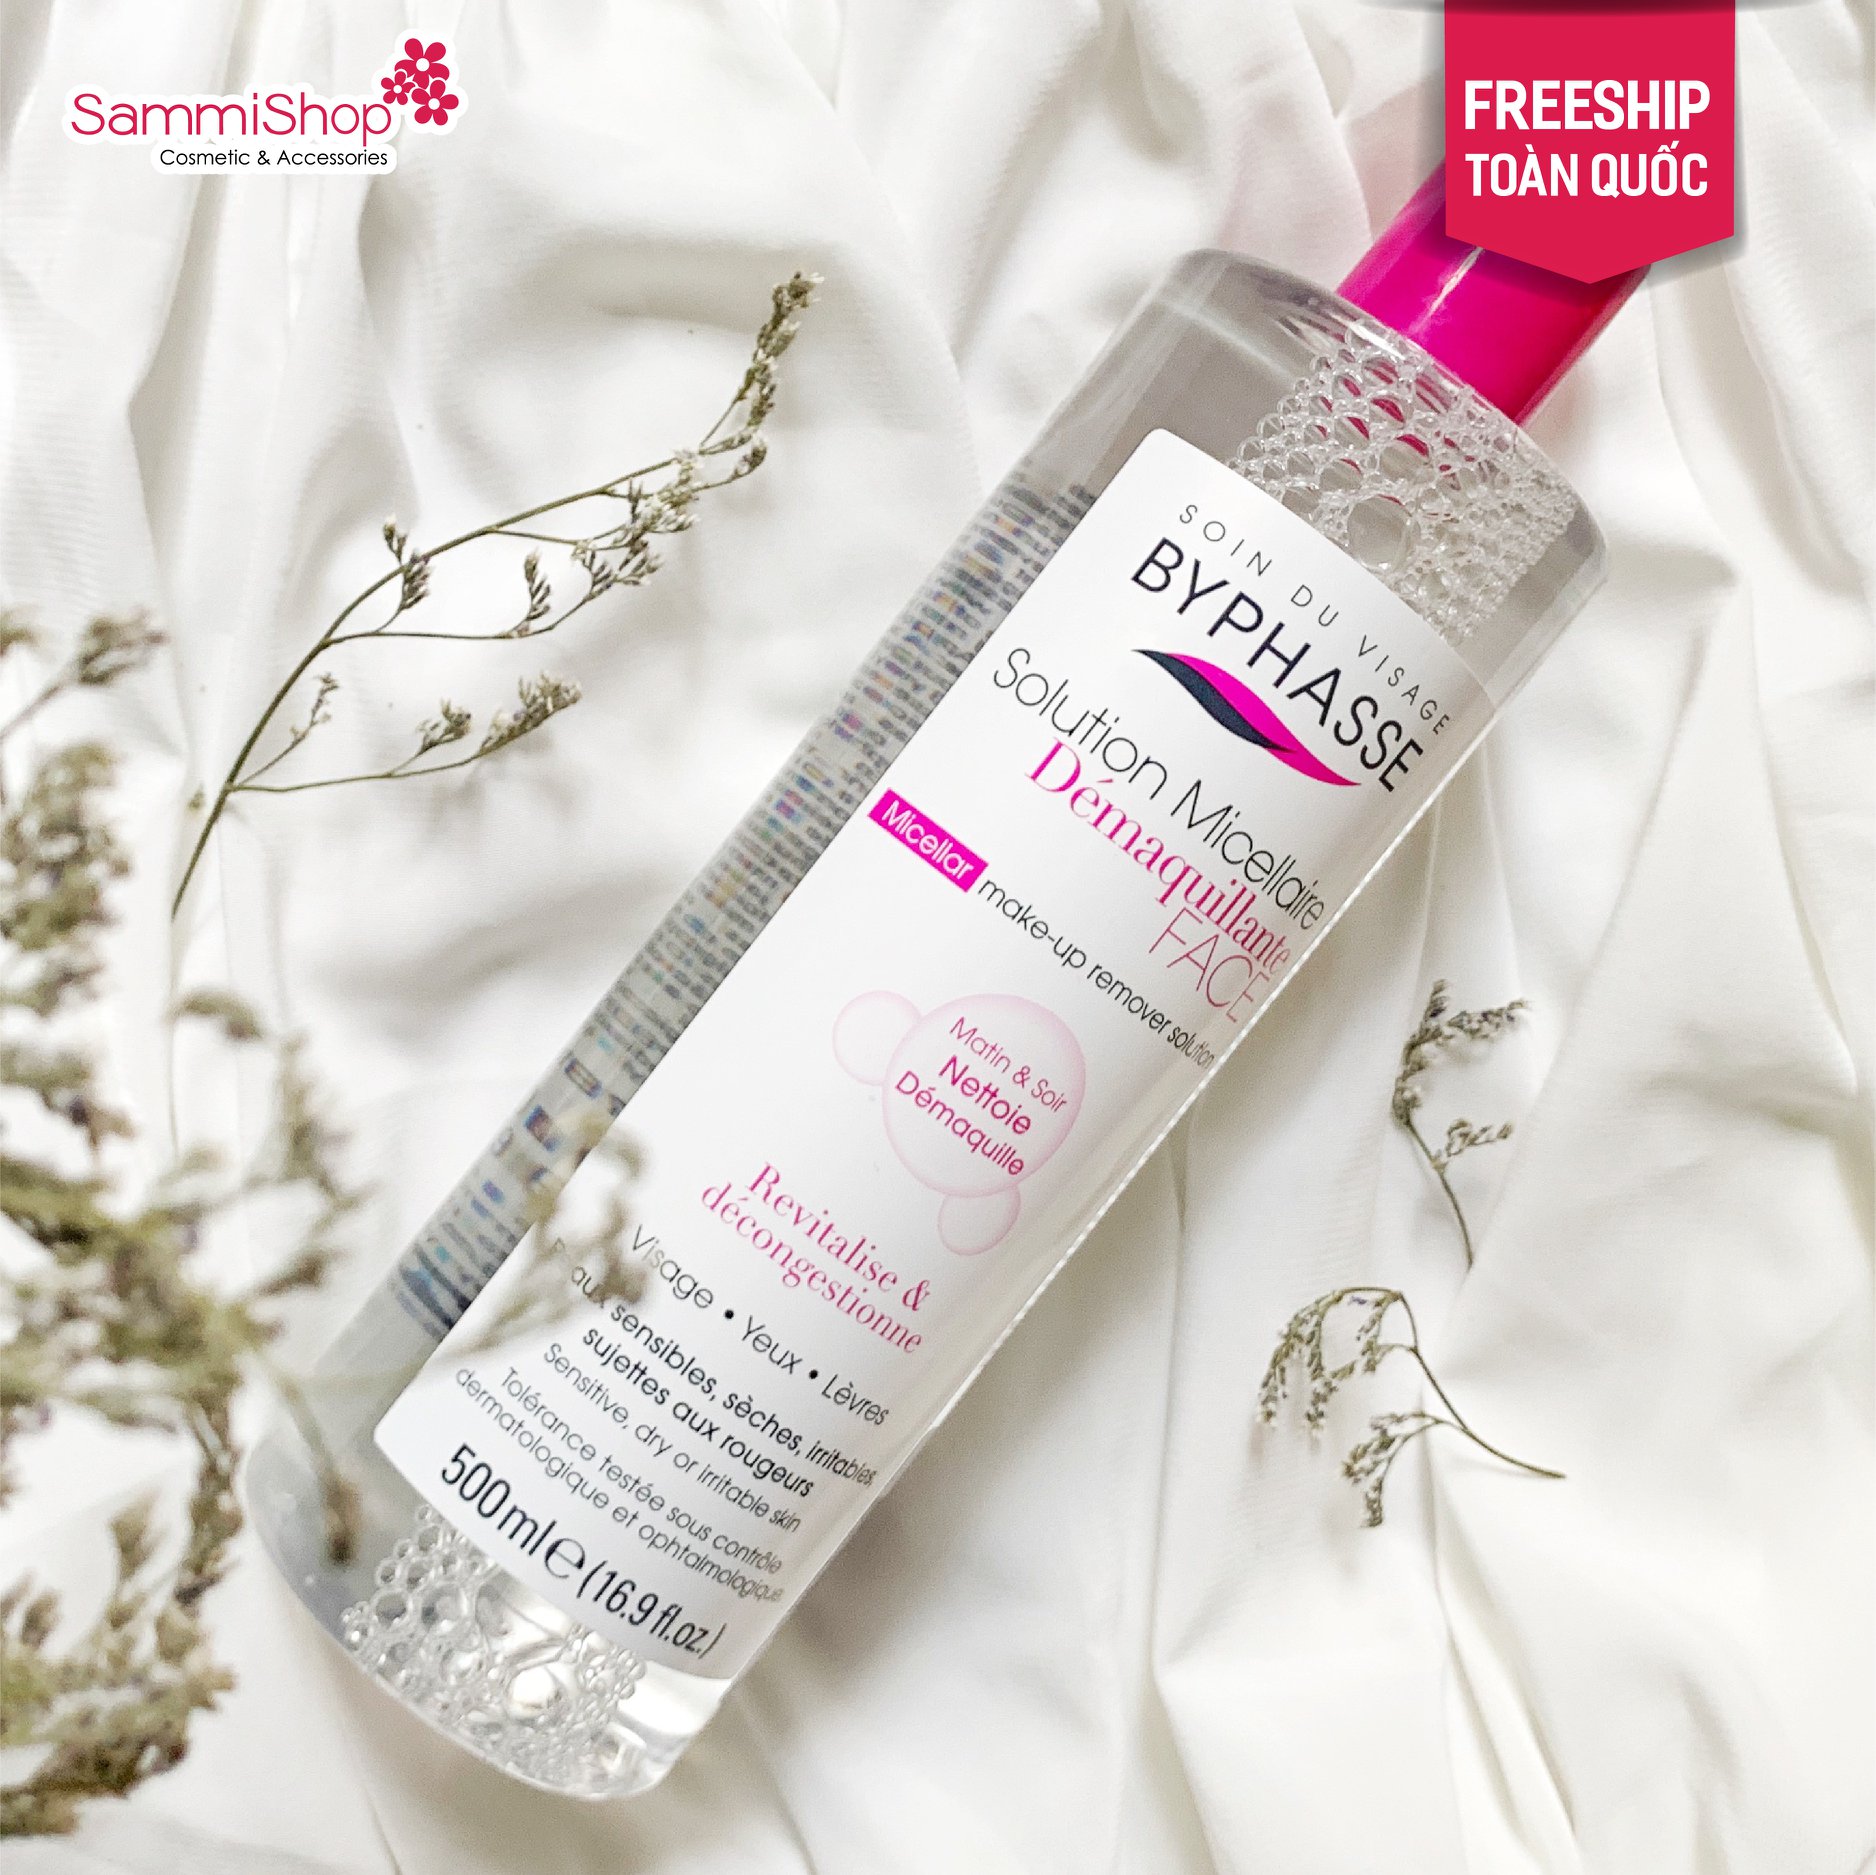 SammiShop
Cosmetic & Accessories
FREESHIP
TOÀN QUỐC
SOIN DU VISAGE
BYPHASSE
Solution Micellaire
Démaquillante
FACE
Micellar make-up remover solution
Matin & Soir
Nettoie
Démaquille
Revitalise &
décongestionne
Visage • Yeux • Lèvres
Peaux sensibles, sèches, irritables,
sujettes aux rougeurs
Sensitive, dry or irritable skin
Tolérance testée sous contrôle
dermatologique et ophtalmologique
500ml e (16.9 fl.oz.)